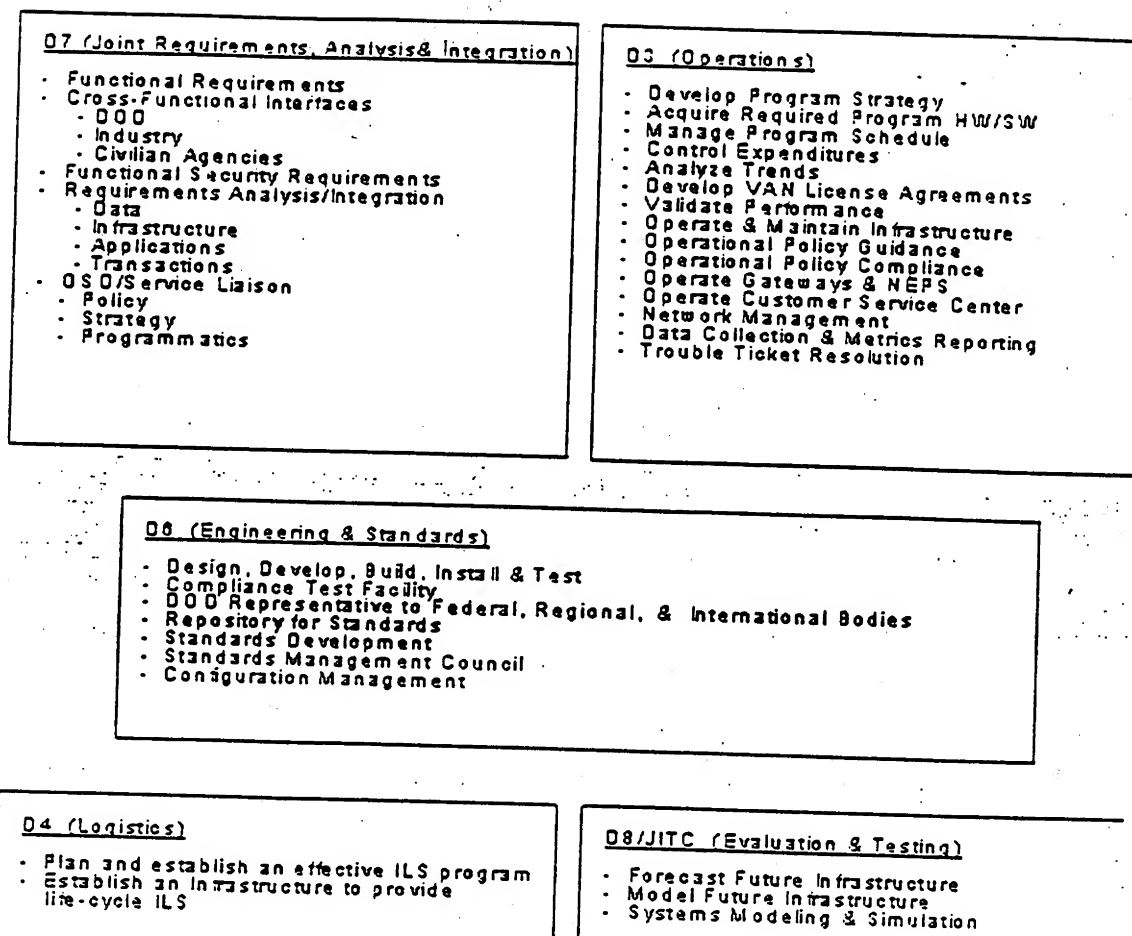 D7 (Joint Requirements, Analysis& Integration)
- Functional Requirements
- Cross-Functional Interfaces
- DOD
- Industry
- Civilian Agencies
- Functional Security Requirements
- Requirements Analysis/Integration
- Data
- Infrastructure
- Applications
- Transactions
- OSD/Service Liaison
- Policy
- Strategy
- Programmatics
D3 (Operations)
- Develop Program Strategy
- Acquire Required Program HW/SW
- Manage Program Schedule
- Control Expenditures
- Analyze Trends
- Develop VAN License Agreements
- Validate Performance
- Operate & Maintain Infrastructure
- Operational Policy Guidance
- Operational Policy Compliance
- Operate Gateways & NEPS
- Operate Customer Service Center
- Network Management
- Data Collection & Metrics Reporting
- Trouble Ticket Resolution
D6 (Engineering & Standards)
- Design, Develop, Build, Install & Test
- Compliance Test Facility
- DOD Representative to Federal, Regional, & International Bodies
- Repository for Standards
- Standards Development
- Standards Management Council
- Configuration Management
D4 (Logistics)
- Plan and establish an effective ILS program
- Establish an Infrastructure to provide
life-cycle ILS
D8/JITC (Evaluation & Testing)
- Forecast Future Infrastructure
- Model Future Infrastructure
- Systems Modeling & Simulation